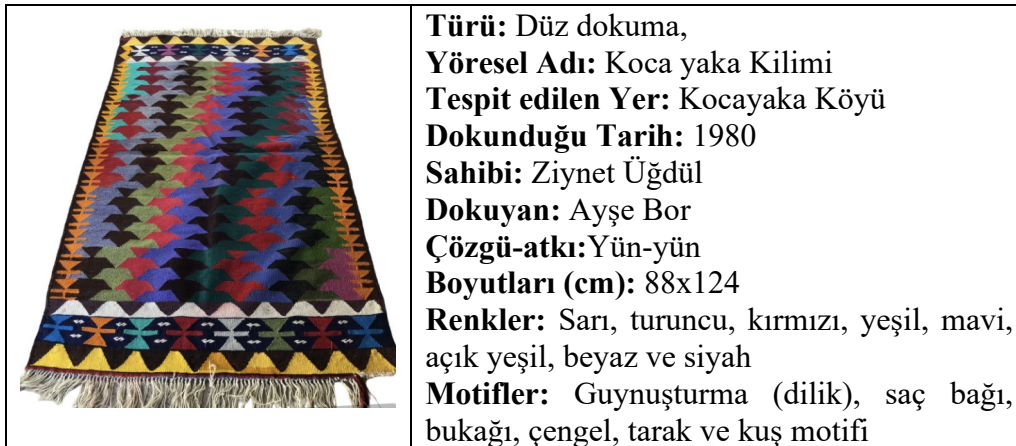 Türü: Düz dokuma,
Yöresel Adı: Koca yaka Kilimi
Tespit edilen Yer: Kocayaka Köyü
Dokunduğu Tarih: 1980
Sahibi: Ziynet Üğdül
Dokuyan: Ayşe Bor
Çözgü-atkı:Yün-yün
Boyutları (cm): 88x124
Renkler: Sarı, turuncu, kırmızı, yeşil, mavi,
açık yeşil, beyaz ve siyah
Motifler: Guynuşturma (dilik), saç bağı,
bukağı, çengel, tarak ve kuş motifi